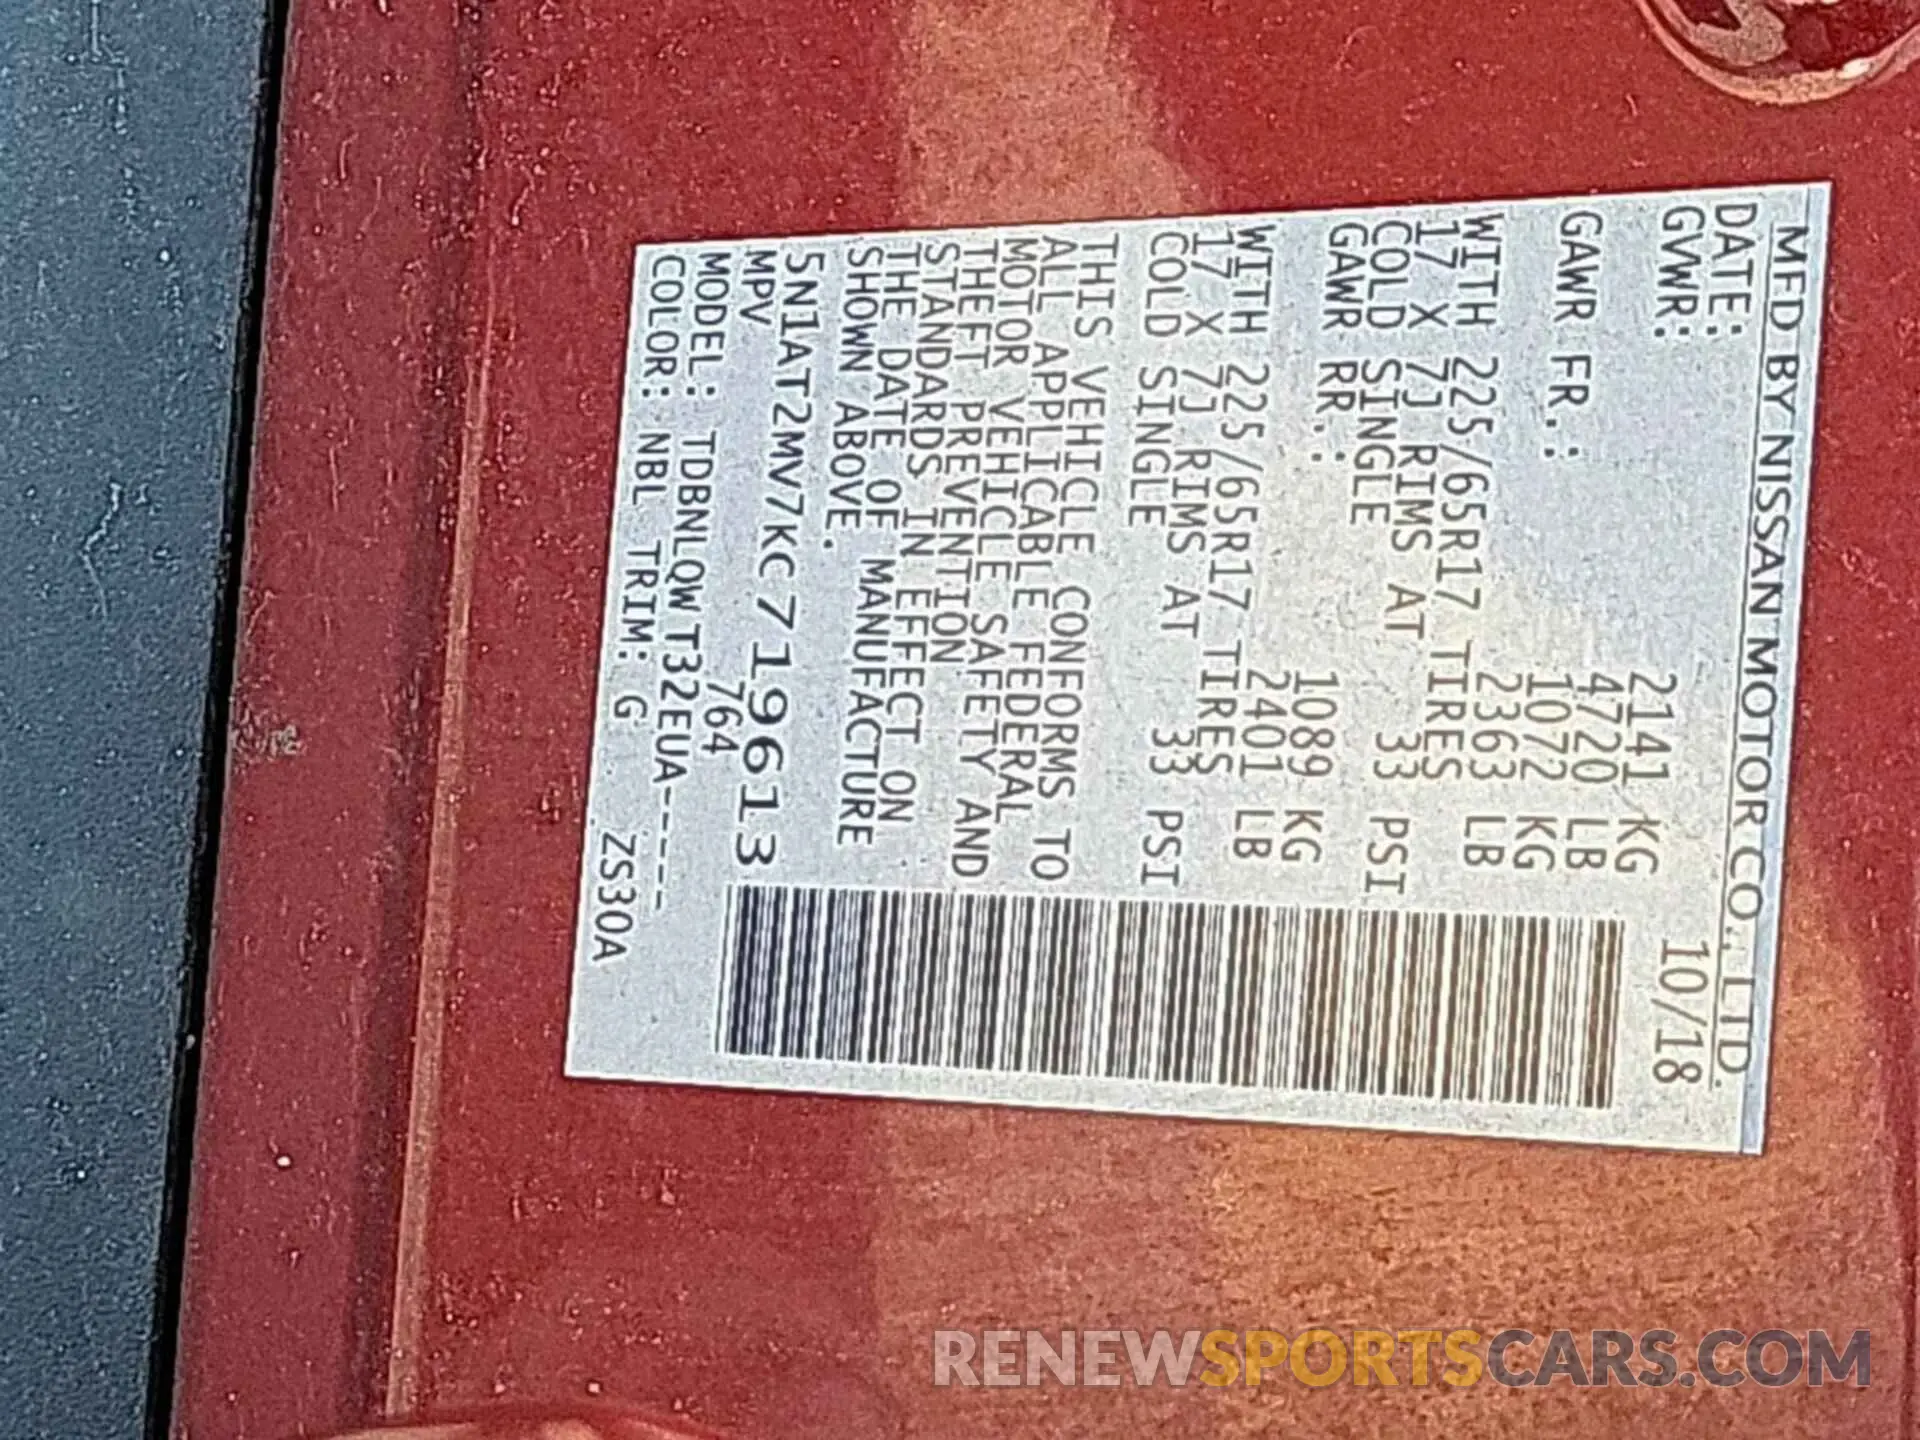 MFD BY NISSAN MOTOR CO., LTD.
DATE: 10/18
GVWR: 2141 KG
4720 LB
GAWR FR.: 1072 KG
2363 LB
WITH 225/65R17 TIRES
17 X 7J RIMS AT 33 PSI
COLD SINGLE
GAWR RR.: 1089 KG
2401 LB
WITH 225/65R17 TIRES
17 X 7J RIMS AT 33 PSI
COLD SINGLE
THIS VEHICLE CONFORMS TO
ALL APPLICABLE FEDERAL
MOTOR VEHICLE SAFETY AND
THEFT PREVENTION
STANDARDS IN EFFECT ON
THE DATE OF MANUFACTURE
SHOWN ABOVE.
5N1AT2MV7KC719613
MPV 764
MODEL: TDBNLQWT32EUA-----
COLOR: NBL TRIM: G ZS30A
RENEWSPORTSCARS.COM